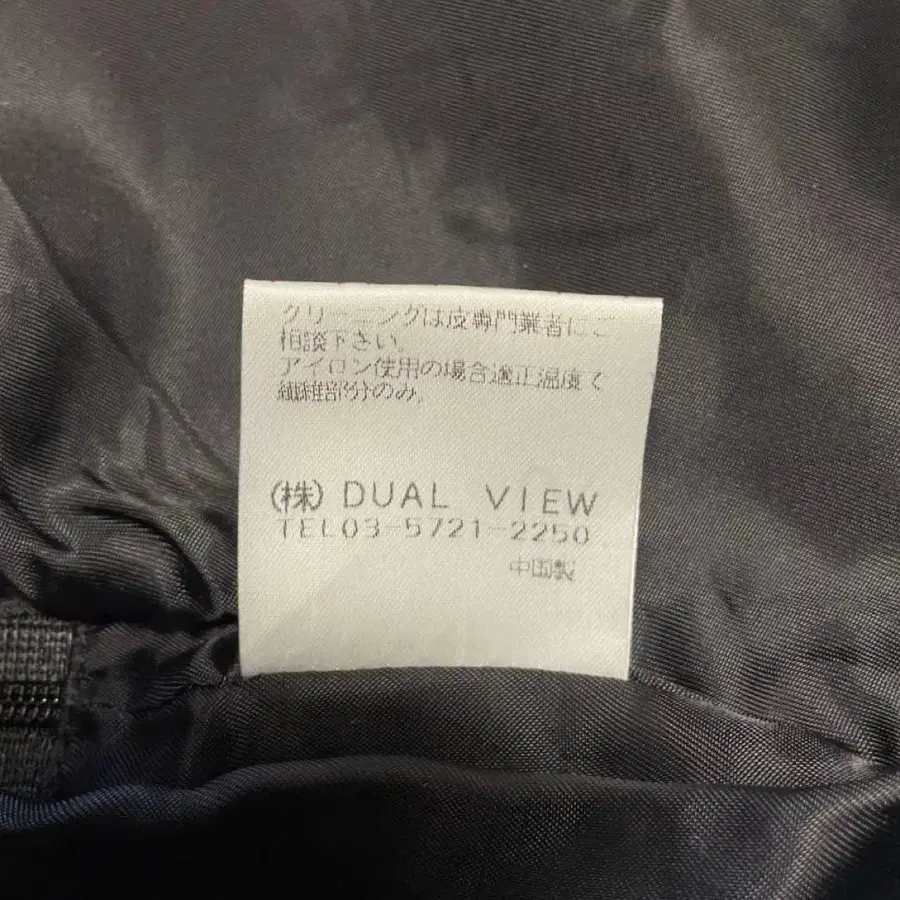 クリーニングは皮専門業者にご
相談下さい。
アイロン使用の場合適正温度て
繊維部分のみ。
(株) DUAL VIEW
TEL03-5721-2250
中国製